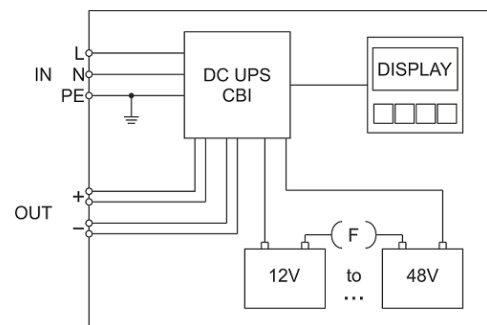 L
IN N
PE
DC UPS
CBI
DISPLAY
+
OUT
−
F
12V to 48V
...